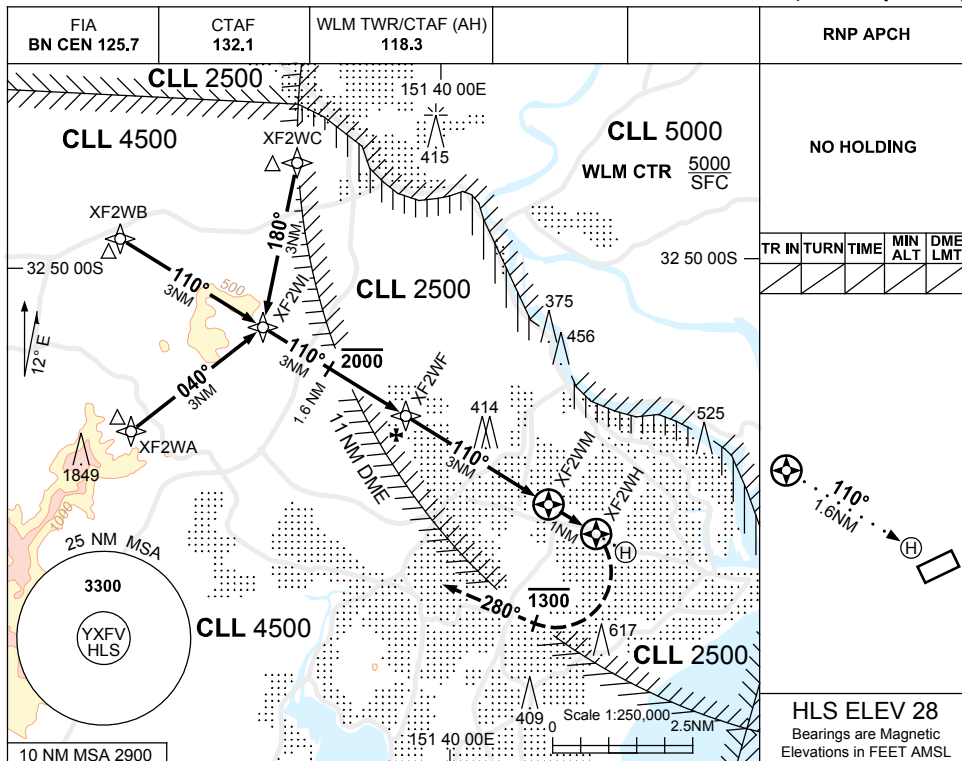 FIA
BN CEN 125.7
CTAF
132.1
WLM TWR/CTAF (AH)
118.3
RNP APCH
CLL 2500
151 40 00E
CLL 4500
XF2WC
415
CLL 5000
WLM CTR 5000
SFC
NO HOLDING
XF2WB
180°
3NM
TR IN
TURN
TIME
MIN
ALT
DME
LMT
32 50 00S
32 50 00S
110°
3NM
500
XF2WI
CLL 2500
375
456
12° E
110°
3NM
2000
1.6 NM
XF2WF
040°
3NM
XF2WA
1849
1000
414
525
110°
3NM
XF2WM
11 NM DME
XF2WH
1NM
H
110°
1.6NM
H
25 NM MSA
3300
YXFV
HLS
1300
280°
CLL 4500
617
CLL 2500
409
Scale 1:250,000
0
2.5NM
151 40 00E
10 NM MSA 2900
HLS ELEV 28
Bearings are Magnetic
Elevations in FEET AMSL